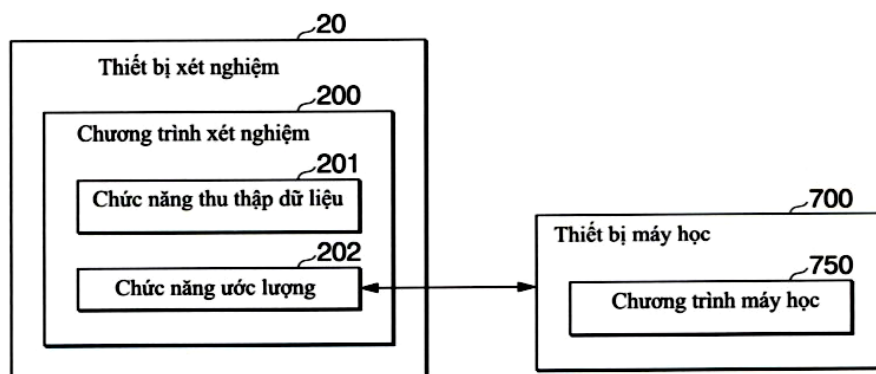 20
Thiết bị xét nghiệm
200
Chương trình xét nghiệm
201
Chức năng thu thập dữ liệu
202
Chức năng ước lượng
700
Thiết bị máy học
750
Chương trình máy học